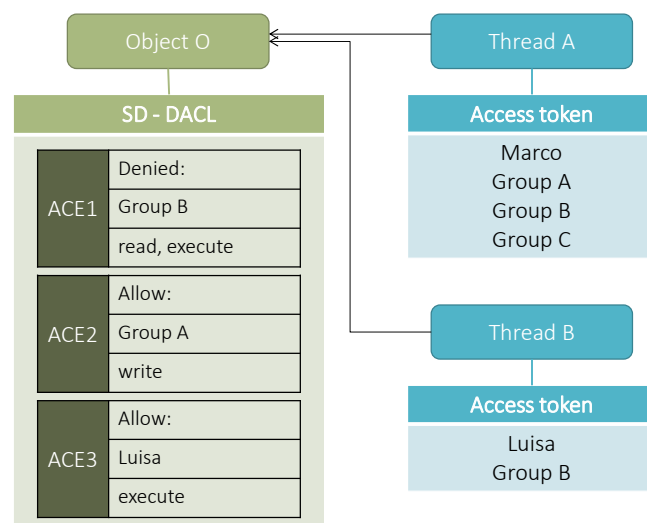 Object O
Thread A
SD - DACL
Access token
ACE1
Denied:
Group B
read, execute
Marco
Group A
Group B
Group C
ACE2
Allow:
Group A
write
Thread B
Access token
ACE3
Allow:
Luisa
execute
Luisa
Group B